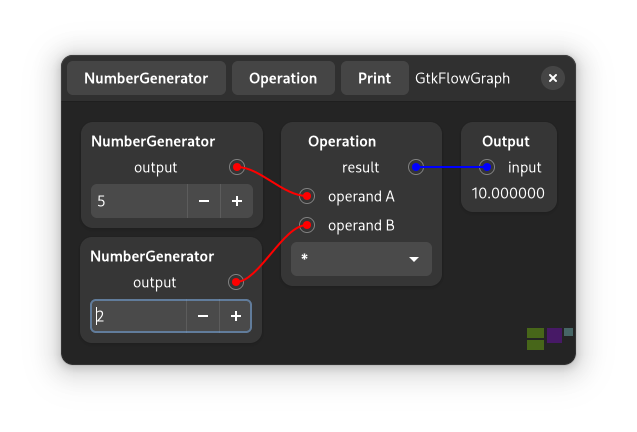 NumberGenerator Operation Print GtkFlowGraph
NumberGenerator
output
5
NumberGenerator
output
2
Operation
result
operand A
operand B
*
Output
input
10.000000